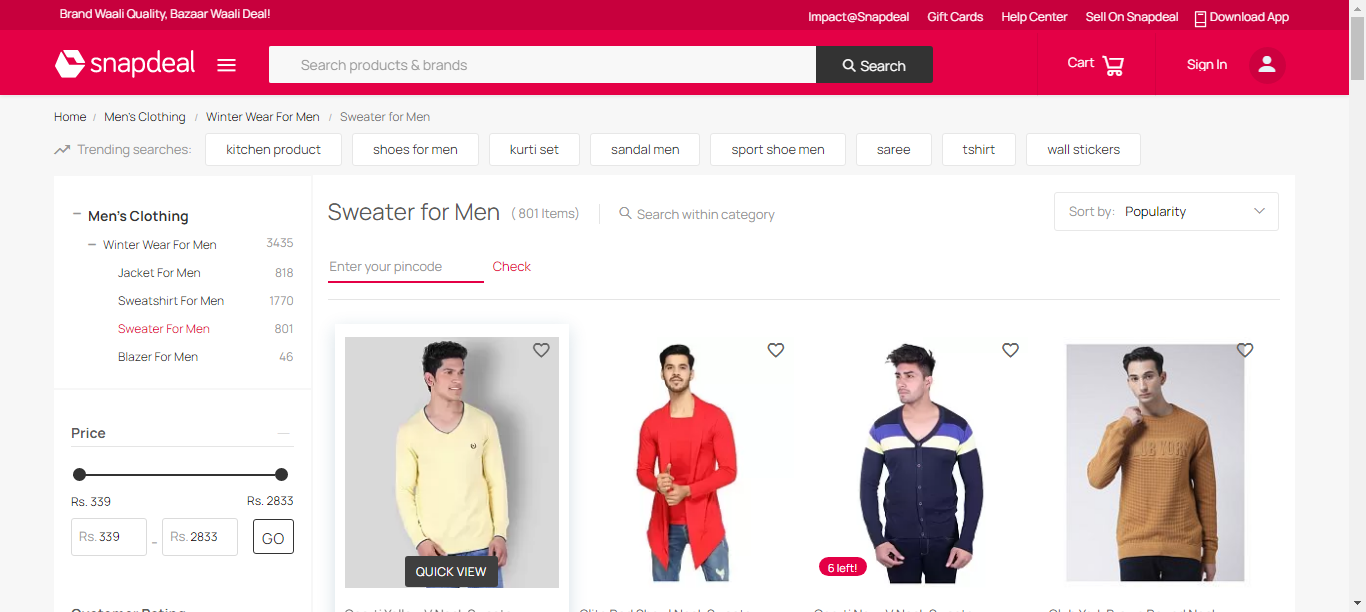 Brand Waali Quality, Bazaar Waali Deal!
Impact@Snapdeal Gift Cards Help Center Sell On Snapdeal Download App
snapdeal Search products & brands Search Cart Sign In
Home / Men's Clothing / Winter Wear For Men / Sweater for Men
Trending searches: kitchen product shoes for men kurti set sandal men sport shoe men saree tshirt wall stickers
Men's Clothing
Winter Wear For Men 3435
Jacket For Men 818
Sweatshirt For Men 1770
Sweater For Men 801
Blazer For Men 46
Price
Rs. 339 Rs. 2833
Rs. 339 - Rs. 2833 GO
Customer Rating
Sweater for Men ( 801 Items) Search within category Sort by: Popularity
Enter your pincode Check
QUICK VIEW
6 left!